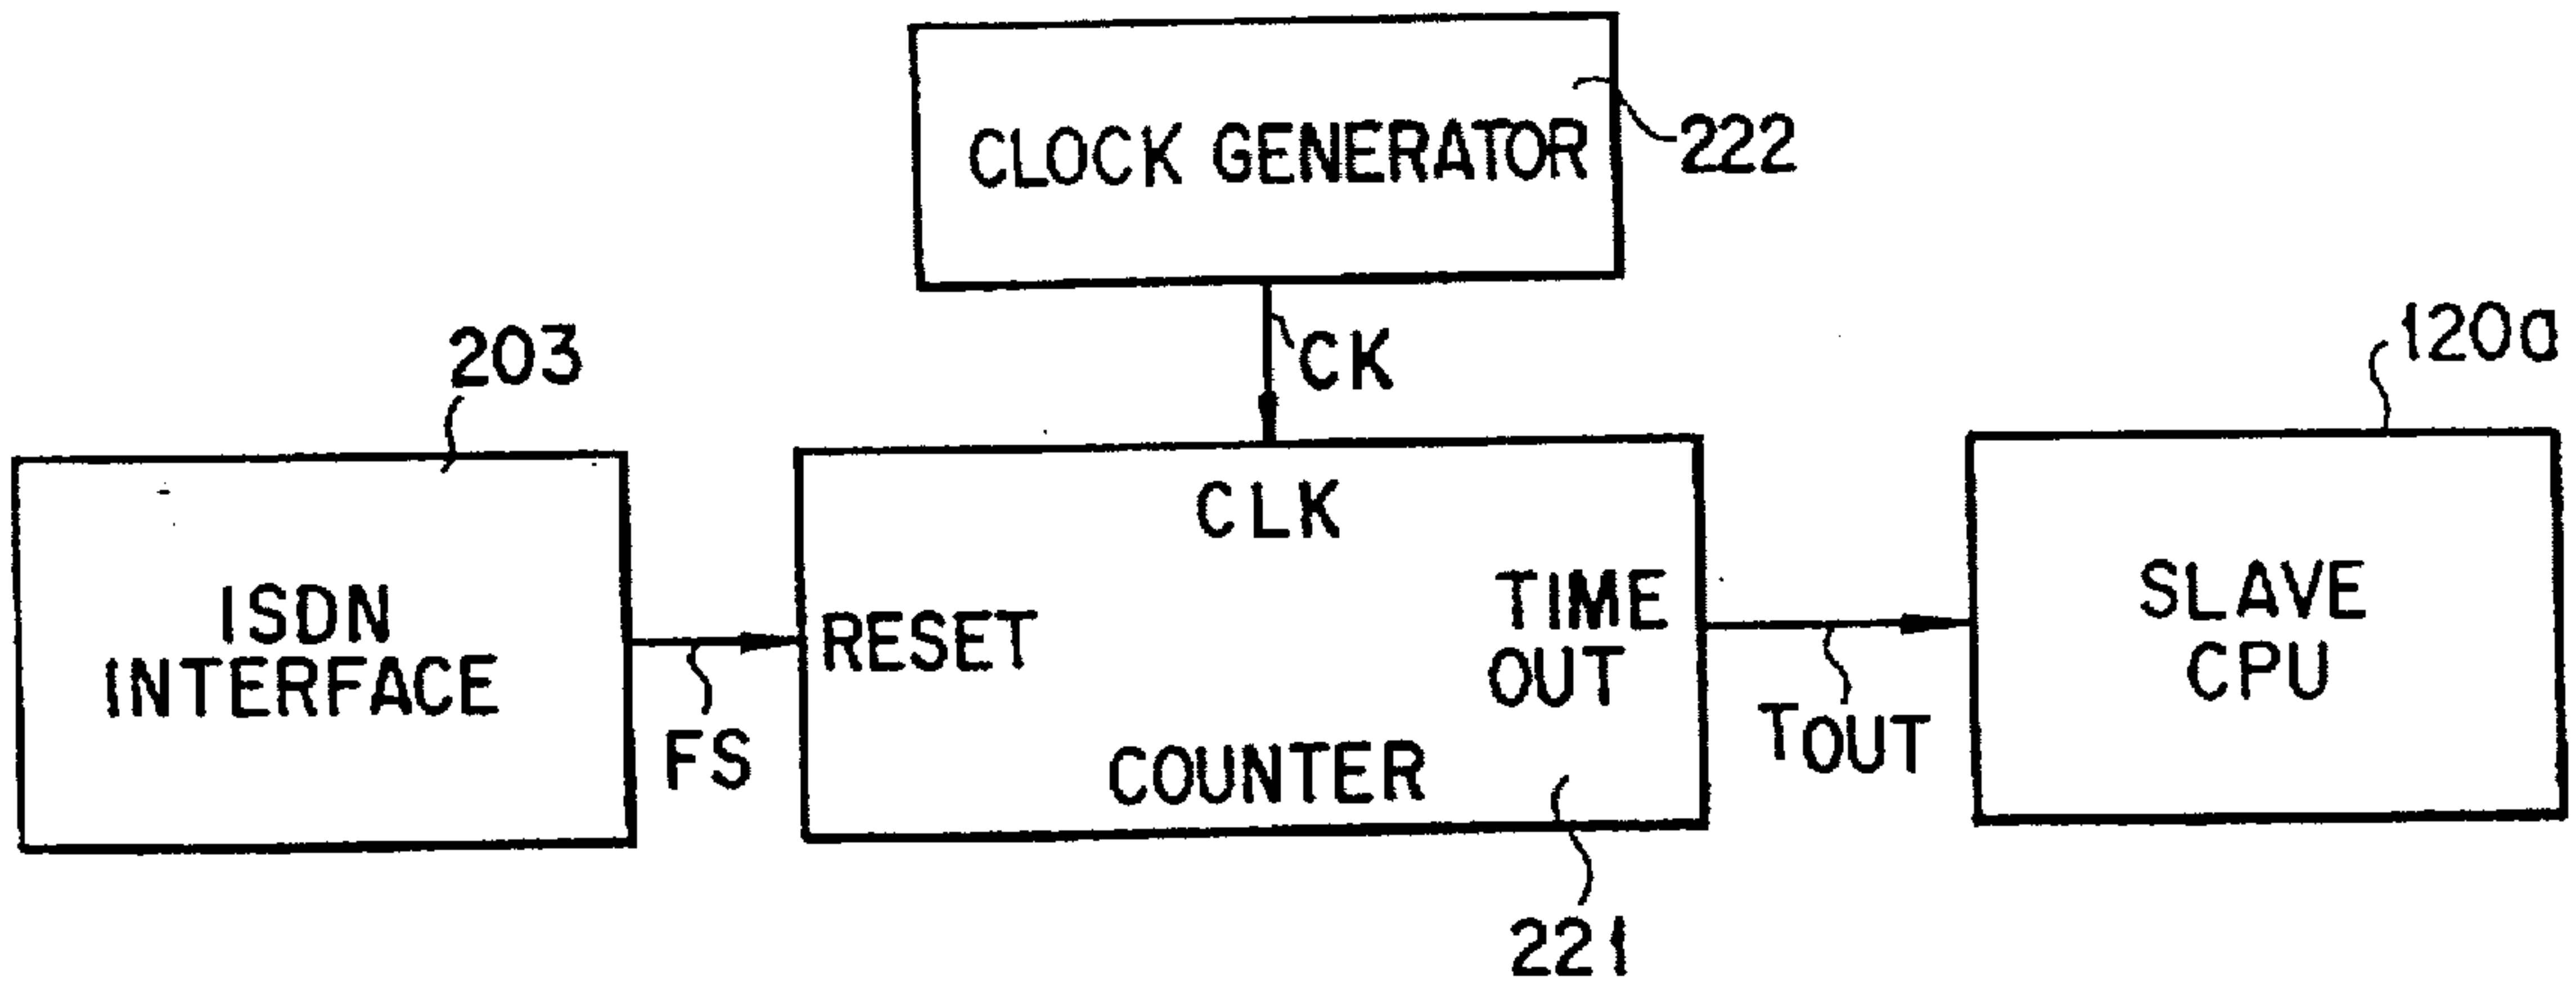 CLOCK GENERATOR
222
CK
203
120a
CLK
ISDN
INTERFACE
FS
RESET
TIME
OUT
COUNTER
221
TOUT
SLAVE
CPU